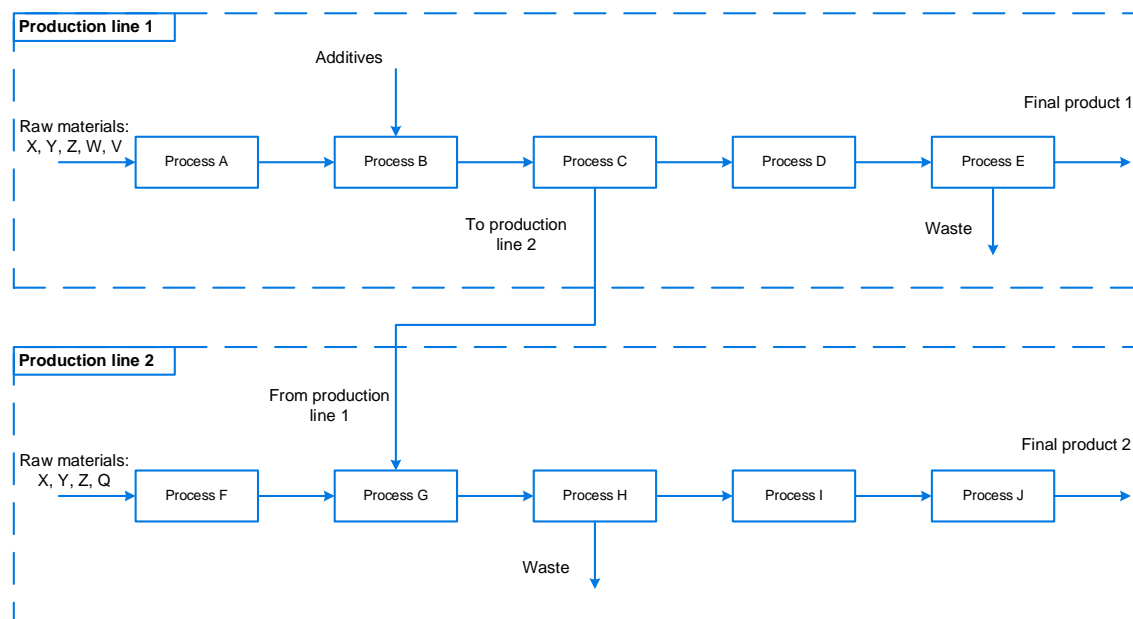 Production line 1
Additives
Final product 1
Raw materials:
X, Y, Z, W, V
Process A
Process B
Process C
Process D
Process E
To production
line 2
Waste
Production line 2
From production
line 1
Final product 2
Raw materials:
X, Y, Z, Q
Process F
Process G
Process H
Process I
Process J
Waste